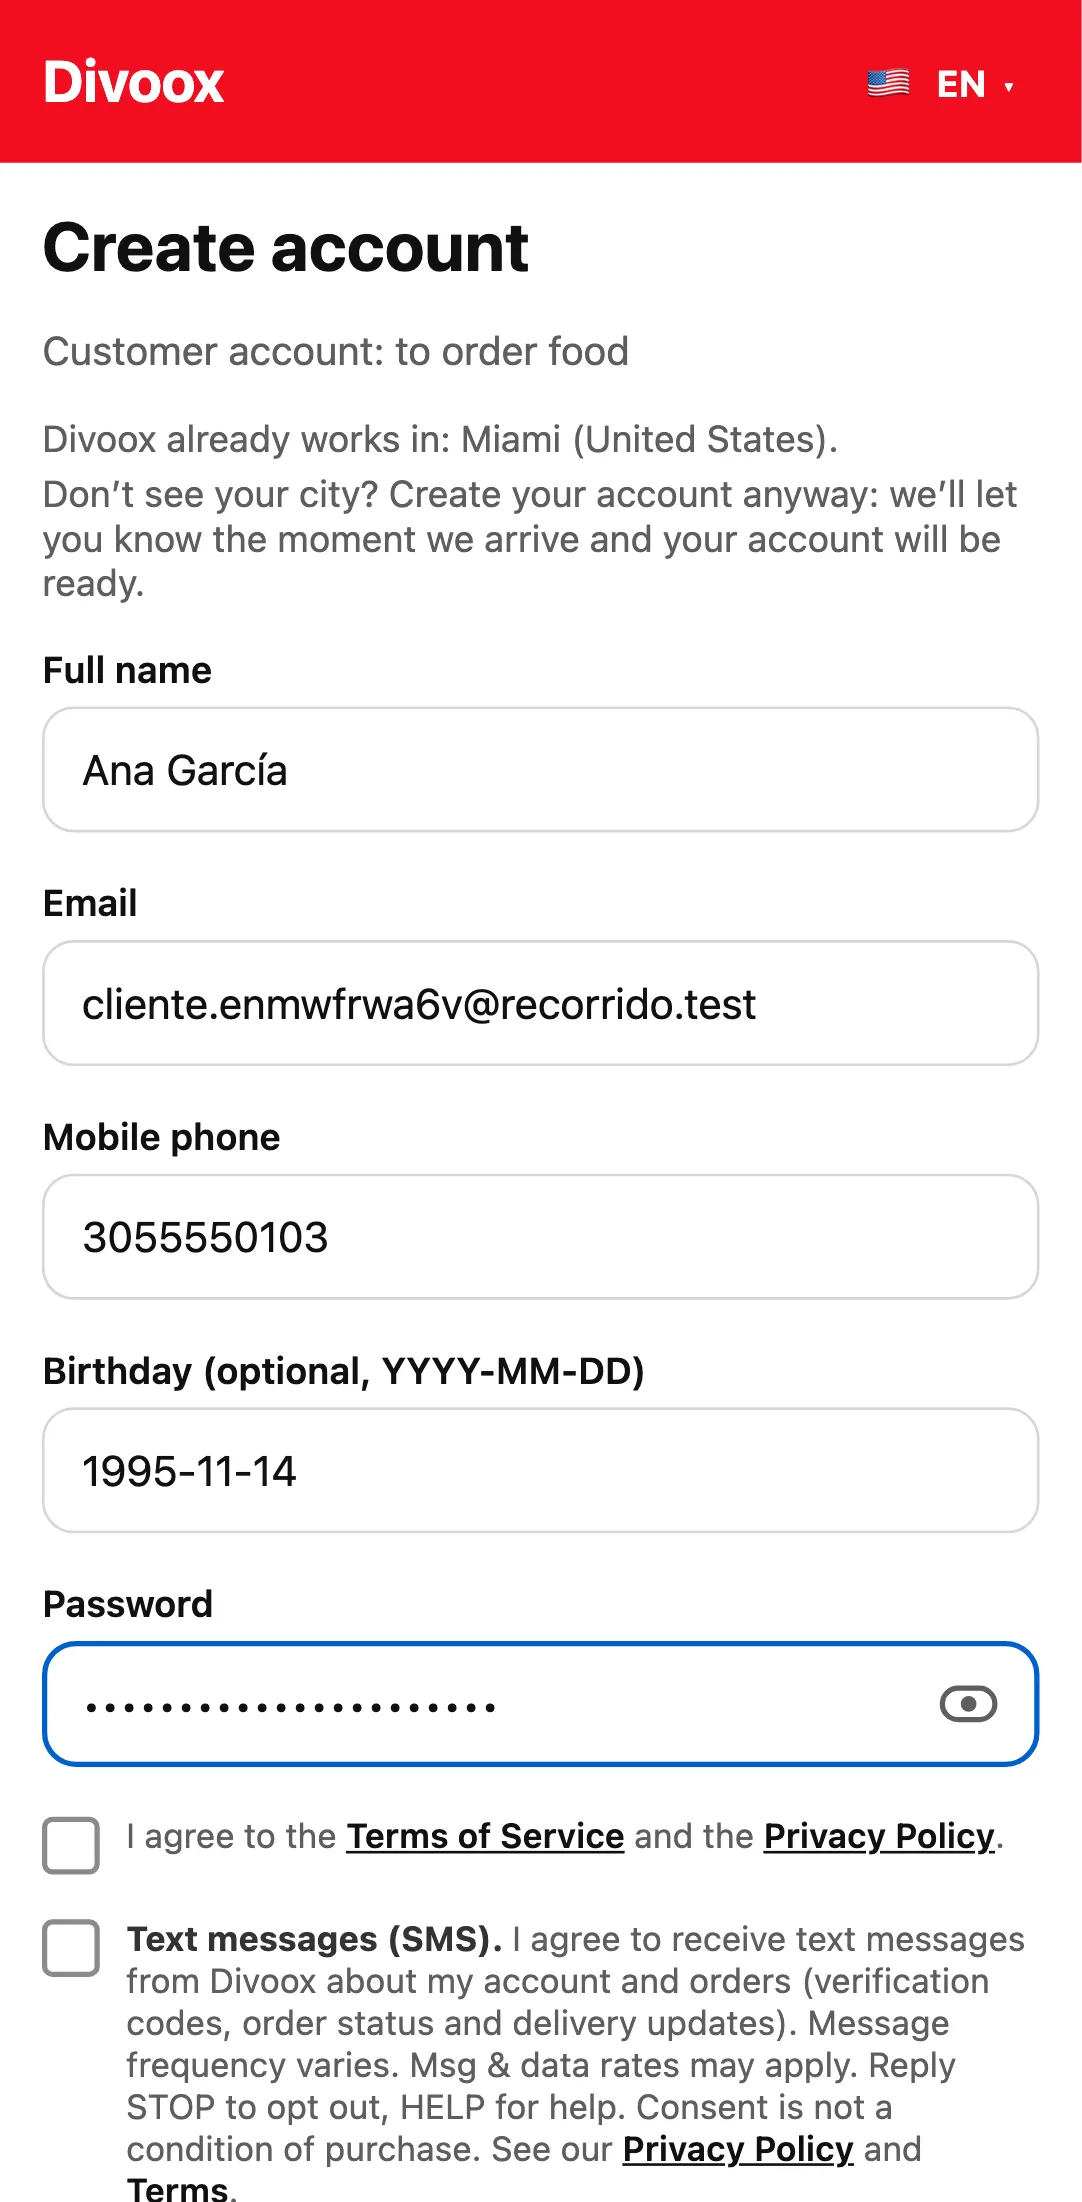 Divoox
🇺🇸 EN ▾
Create account
Customer account: to order food
Divoox already works in: Miami (United States).
Don’t see your city? Create your account anyway: we’ll let
you know the moment we arrive and your account will be
ready.
Full name
Ana García
Email
cliente.enmwfrwa6v@recorrido.test
Mobile phone
3055550103
Birthday (optional, YYYY-MM-DD)
1995-11-14
Password
••••••••••••••••••••••
I agree to the Terms of Service and the Privacy Policy.
Text messages (SMS). I agree to receive text messages
from Divoox about my account and orders (verification
codes, order status and delivery updates). Message
frequency varies. Msg & data rates may apply. Reply
STOP to opt out, HELP for help. Consent is not a
condition of purchase. See our Privacy Policy and
Terms.